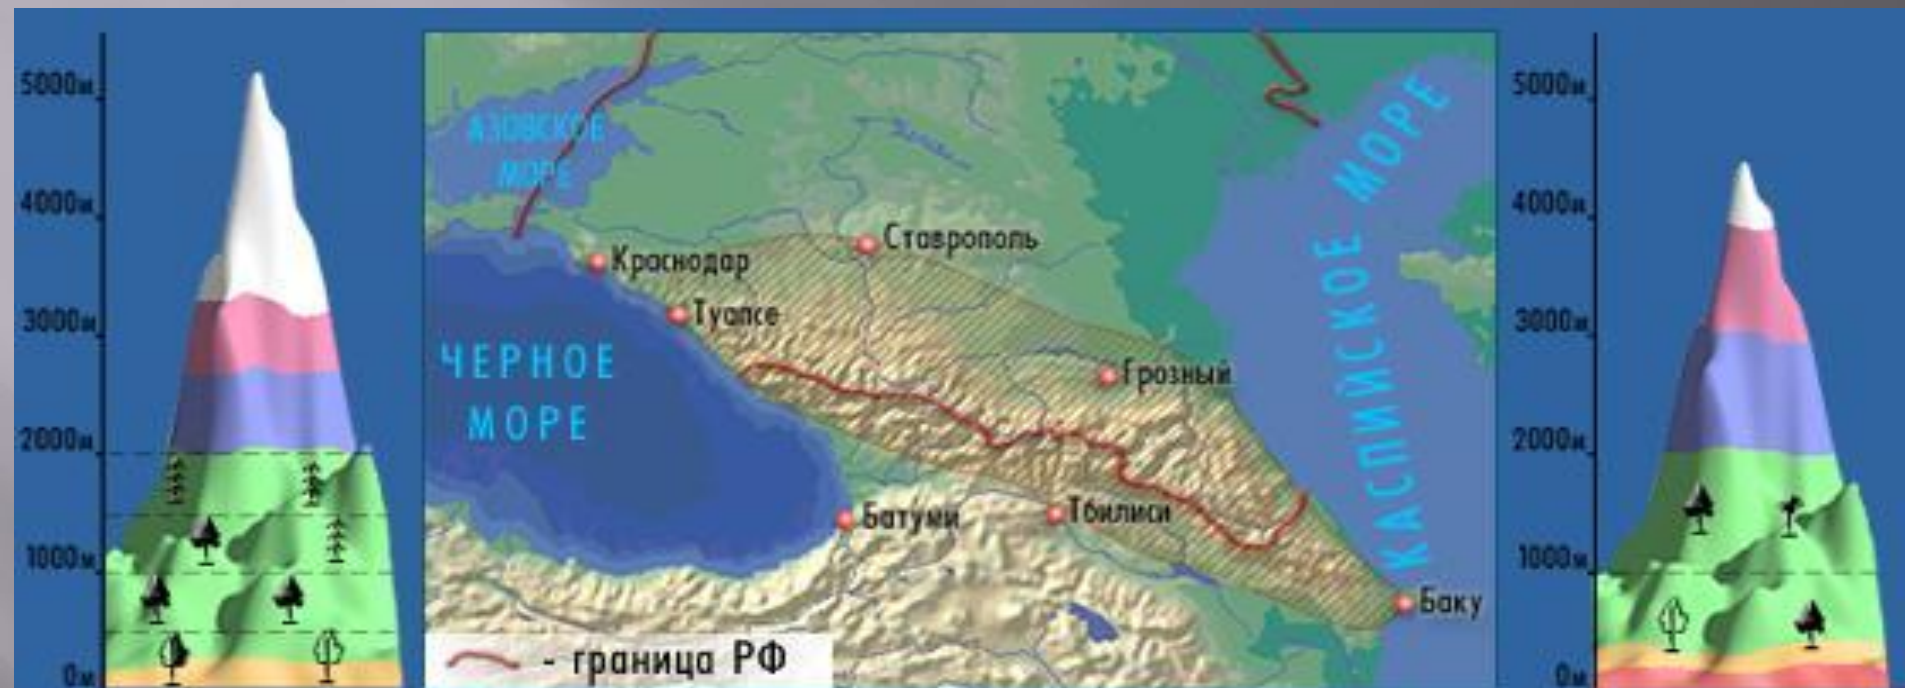 5000м
4000м
3000м
2000м
1000м
0м
АЗОВСКОЕ
МОРЕ
ЧЕРНОЕ
МОРЕ
Краснодар
Туапсе
Ставрополь
Грозный
Батуми
Тбилиси
Баку
КАСПИЙСКОЕ МОРЕ
- граница РФ
5000м
4000м
3000м
2000м
1000м
0м